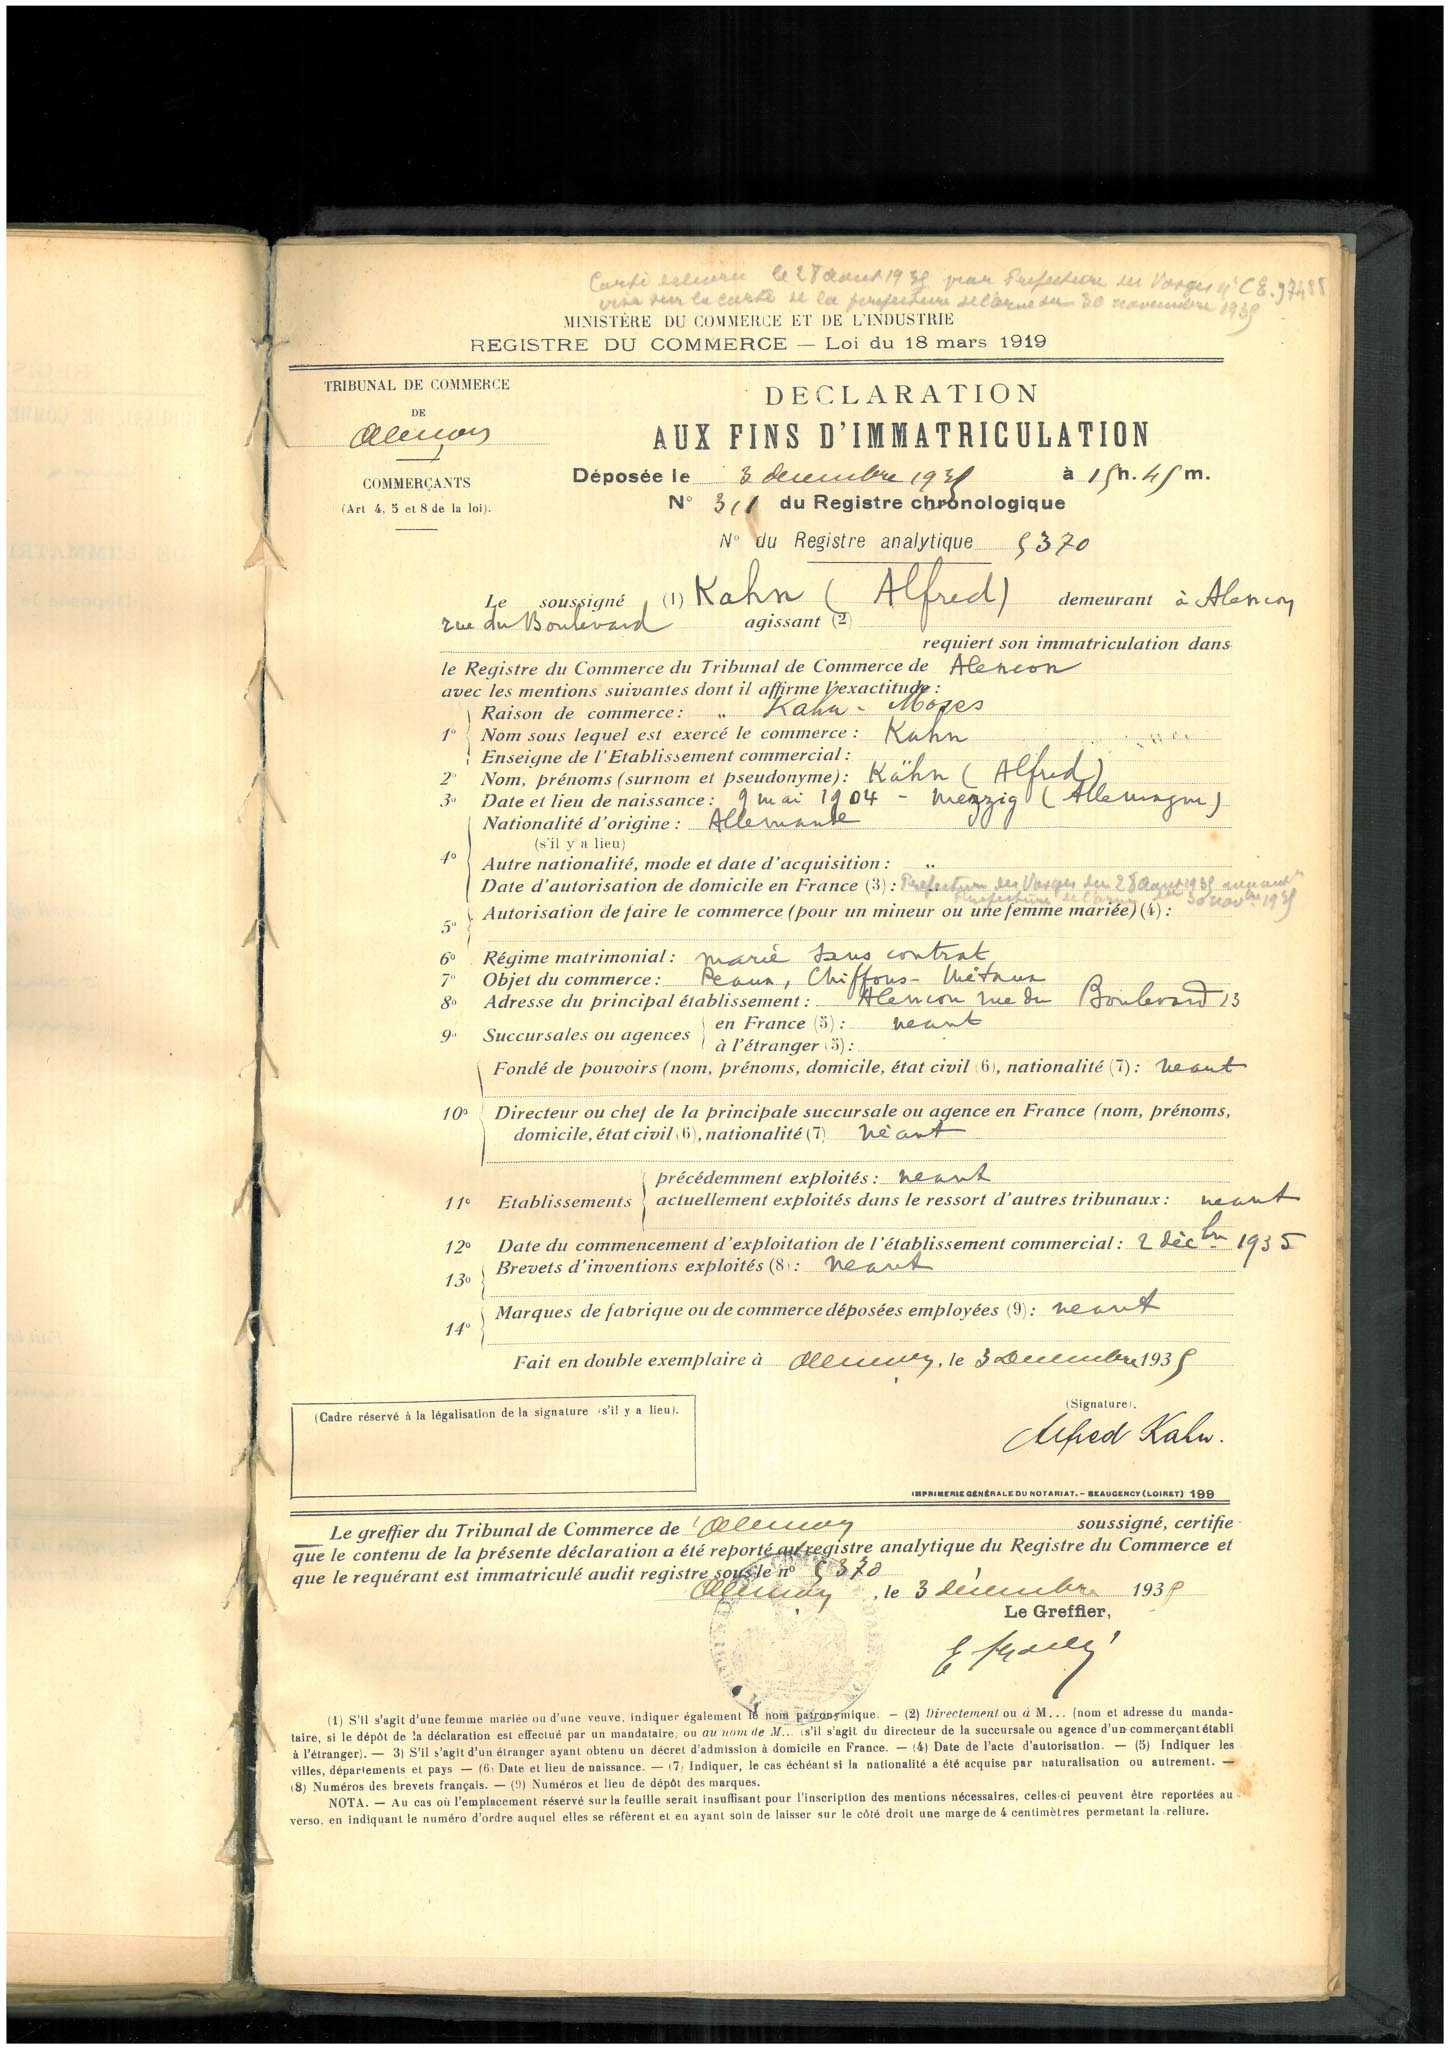 Carte délivrée le 28 août 1935 par Préfecture des Vosges n° C E.
visa sur la carte de la préfecture de l'Orne du 30 novembre 1935
MINISTÈRE DU COMMERCE ET DE L'INDUSTRIE
REGISTRE DU COMMERCE — Loi du 18 mars 1919
TRIBUNAL DE COMMERCE
DE
Alençon
COMMERÇANTS
(Art 4, 5 et 8 de la loi).
DECLARATION
AUX FINS D'IMMATRICULATION
Déposée le 3 decembre 1935 à 15h. 45 m.
N° 311 du Registre chronologique
N° du Registre analytique 5370
Le soussigné (1) Kahn (Alfred) demeurant à Alençon
rue du Boulevard agissant (2)
requiert son immatriculation dans
le Registre du Commerce du Tribunal de Commerce de Alencon
avec les mentions suivantes dont il affirme l'exactitude :
1° Raison de commerce : " Kahn - Moses
Nom sous lequel est exercé le commerce : Kahn
Enseigne de l'Etablissement commercial :
2° Nom, prénoms (surnom et pseudonyme) : Kahn (Alfred)
3° Date et lieu de naissance : 9 mai 1904 - (Allemagne)
4° Nationalité d'origine : Allemande
(s'il y a lieu)
Autre nationalité, mode et date d'acquisition : "
Date d'autorisation de domicile en France (3) : Préfecture des Vosges du 28 août 1935
Préfecture de l'Orne 30 novbre 1935
5° Autorisation de faire le commerce (pour un mineur ou une femme mariée) (4) :
6° Régime matrimonial : marié sans contrat
7° Objet du commerce : Peaux, Chiffons - Métaux
8° Adresse du principal établissement : Alencon rue du Boulevard 13
9° Succursales ou agences en France (5) : neant
à l'étranger (5) :
10° Fondé de pouvoirs (nom, prénoms, domicile, état civil (6), nationalité (7) : neant
Directeur ou chef de la principale succursale ou agence en France (nom, prénoms,
domicile, état civil (6), nationalité (7) néant
11° Etablissements précédemment exploités : neant
actuellement exploités dans le ressort d'autres tribunaux : neant
12° Date du commencement d'exploitation de l'établissement commercial : 2 décbre 1935
13° Brevets d'inventions exploités (8) : neant
14° Marques de fabrique ou de commerce déposées employées (9) : neant
Fait en double exemplaire à Alençon, le 3 Decembre 1935
(Cadre réservé à la légalisation de la signature (s'il y a lieu).
(Signature).
Alfred Kahn.
IMPRIMERIE GÉNÉRALE DU NOTARIAT. – BEAUGENCY (LOIRET) 199
Le greffier du Tribunal de Commerce de Alençon soussigné, certifie
que le contenu de la présente déclaration a été reporté au registre analytique du Registre du Commerce et
que le requérant est immatriculé audit registre sous le n° 5370
Alençon, le 3 décembre 1935
Le Greffier,
(1) S'il s'agit d'une femme mariée ou d'une veuve, indiquer également le nom patronymique. — (2) Directement ou à M... (nom et adresse du manda-
taire, si le dépôt de la déclaration est effectué par un mandataire, ou au nom de M... (s'il s'agit du directeur de la succursale ou agence d'un commerçant établi
à l'étranger). — 3) S'il s'agit d'un étranger ayant obtenu un décret d'admission à domicile en France. — (4) Date de l'acte d'autorisation. — (5) Indiquer les
villes, départements et pays — (6) Date et lieu de naissance. — (7) Indiquer, le cas échéant si la nationalité a été acquise par naturalisation ou autrement. —
(8) Numéros des brevets français. — (9) Numéros et lieu de dépôt des marques.
NOTA. — Au cas où l'emplacement réservé sur la feuille serait insuffisant pour l'inscription des mentions nécessaires, celles-ci peuvent être reportées au
verso, en indiquant le numéro d'ordre auquel elles se réfèrent et en ayant soin de laisser sur le côté droit une marge de 4 centimètres permetant la reliure.